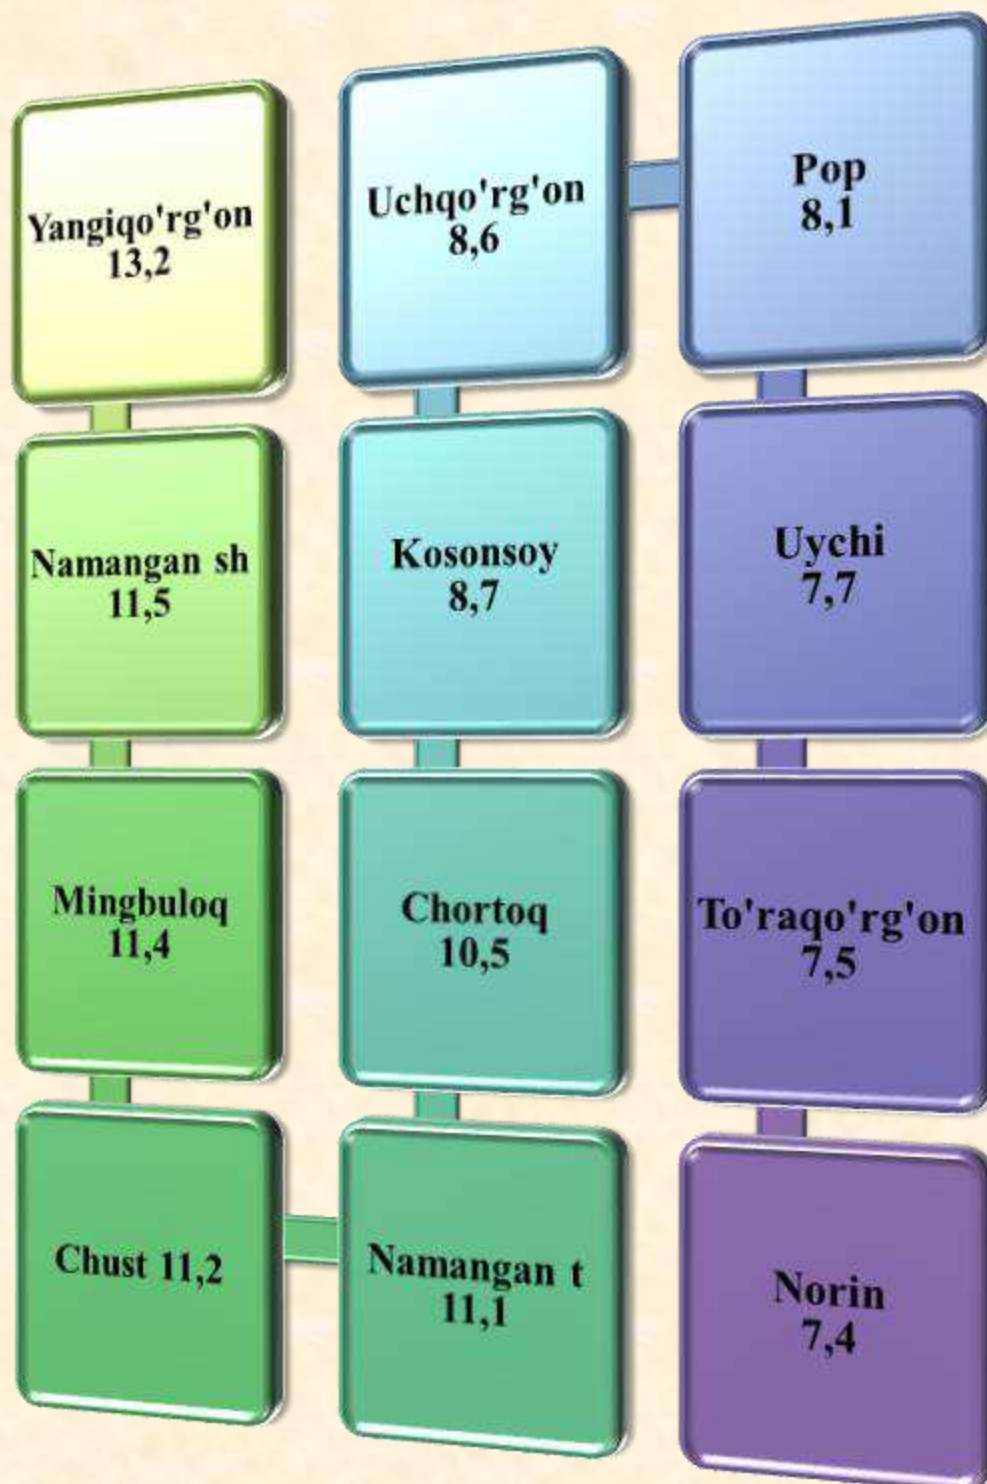 Yangiqo'rg'on
13,2
Namangan sh
11,5
Mingbuloq
11,4
Chust 11,2
Namangan t
11,1
Chortoq
10,5
Kosonsoy
8,7
Uchqo'rg'on
8,6
Pop
8,1
Uychi
7,7
To'raqo'rg'on
7,5
Norin
7,4